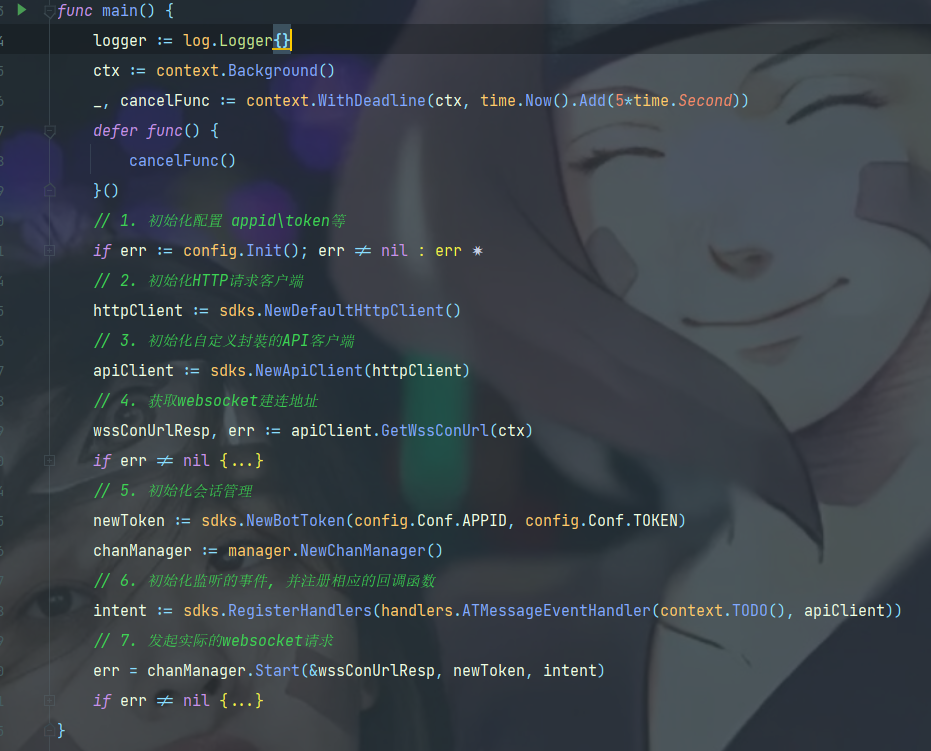 func main() {
logger := log.Logger{}
ctx := context.Background()
_, cancelFunc := context.WithDeadline(ctx, time.Now().Add(5*time.Second))
defer func() {
cancelFunc()
}()
// 1. 初始化配置 appid\token等
if err := config.Init(); err ≠ nil : err ✷
// 2. 初始化HTTP请求客户端
httpClient := sdks.NewDefaultHttpClient()
// 3. 初始化自定义封装的API客户端
apiClient := sdks.NewApiClient(httpClient)
// 4. 获取websocket建连地址
wssConUrlResp, err := apiClient.GetWssConUrl(ctx)
if err ≠ nil {...}
// 5. 初始化会话管理
newToken := sdks.NewBotToken(config.Conf.APPID, config.Conf.TOKEN)
chanManager := manager.NewChanManager()
// 6. 初始化监听的事件, 并注册相应的回调函数
intent := sdks.RegisterHandlers(handlers.ATMessageEventHandler(context.TODO(), apiClient))
// 7. 发起实际的websocket请求
err = chanManager.Start(&wssConUrlResp, newToken, intent)
if err ≠ nil {...}
}